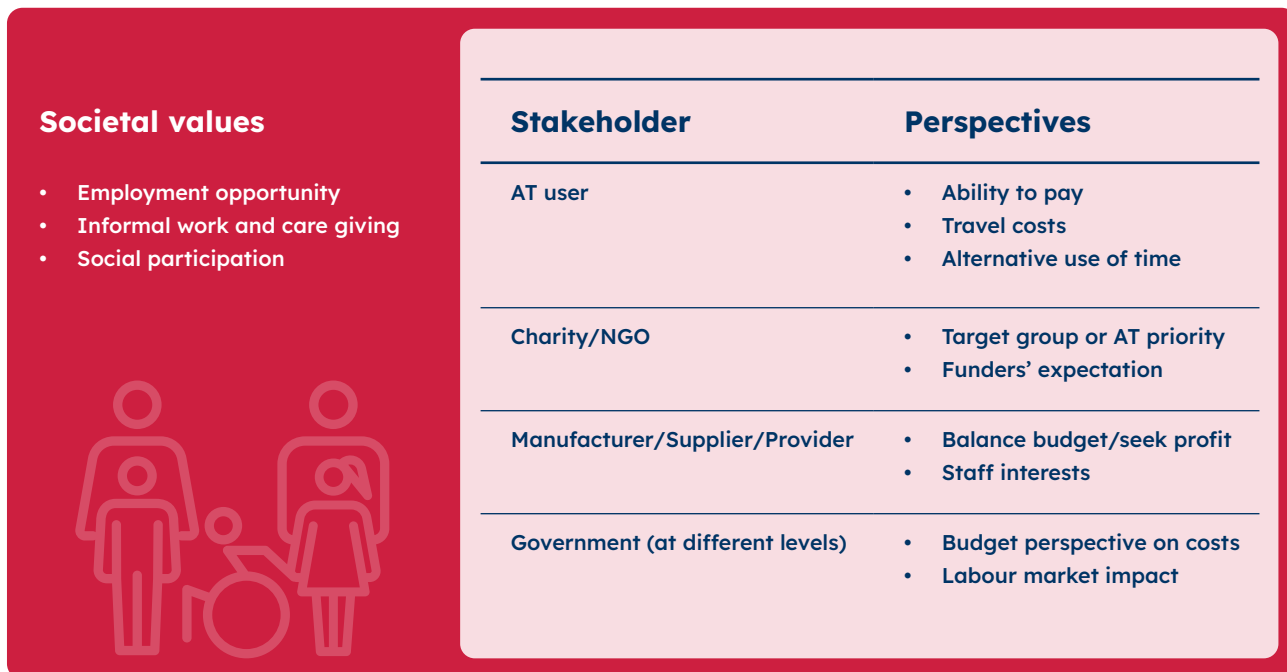 Societal values
• Employment opportunity
• Informal work and care giving
• Social participation
Stakeholder Perspectives
AT user • Ability to pay
• Travel costs
• Alternative use of time
Charity/NGO • Target group or AT priority
• Funders’ expectation
Manufacturer/Supplier/Provider • Balance budget/seek profit
• Staff interests
Government (at different levels) • Budget perspective on costs
• Labour market impact